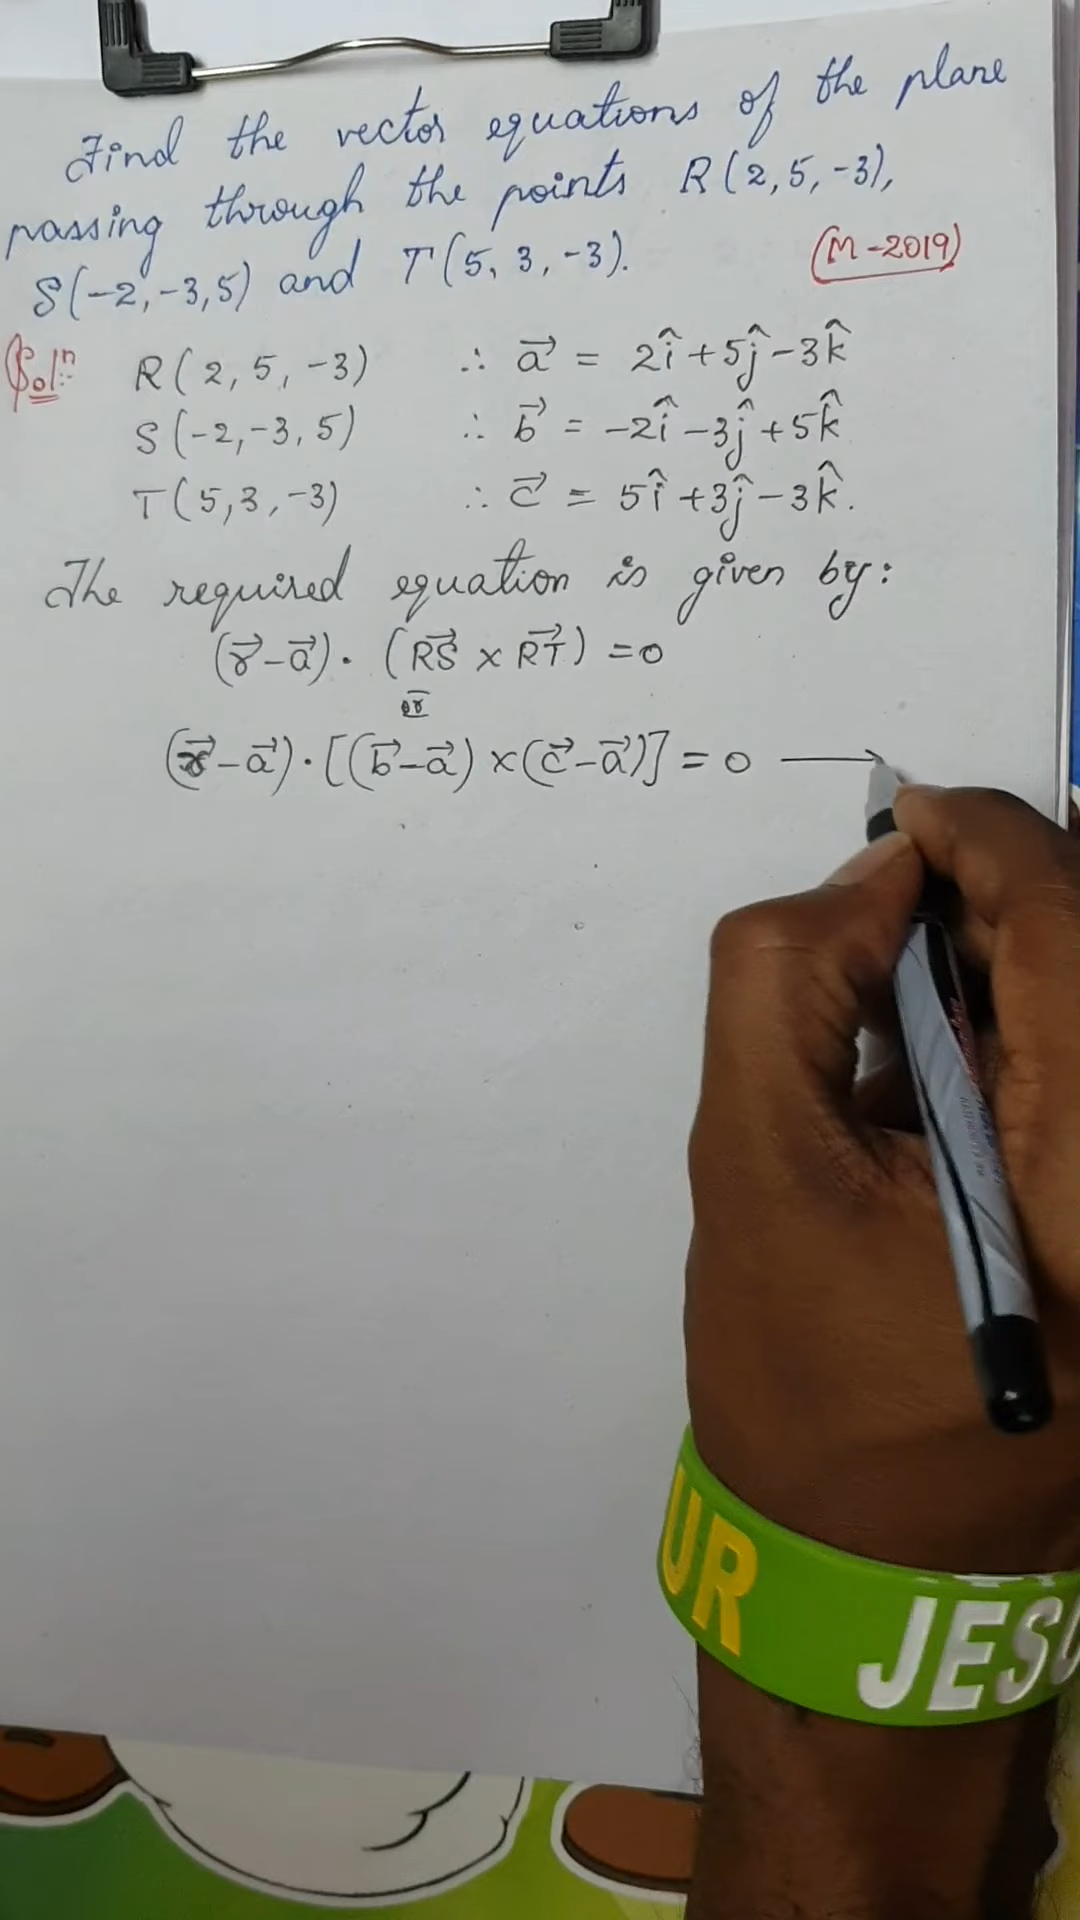 Find the vector equations of the plane
passing through the points R(2,5,-3),
S(-2,-3,5) and T(5,3,-3).
(M-2019)
Solⁿ:-
R(2,5,-3) ∴ a⃗ = 2î+5ĵ-3k̂
S(-2,-3,5) ∴ b⃗ = -2î-3ĵ+5k̂
T(5,3,-3) ∴ c⃗ = 5î+3ĵ-3k̂.
The required equation is given by:
(r⃗-a⃗)·(RS⃗×RT⃗)=0
or
(r⃗-a⃗)·[(b⃗-a⃗)×(c⃗-a⃗)]=0 ⟶
UR JESU